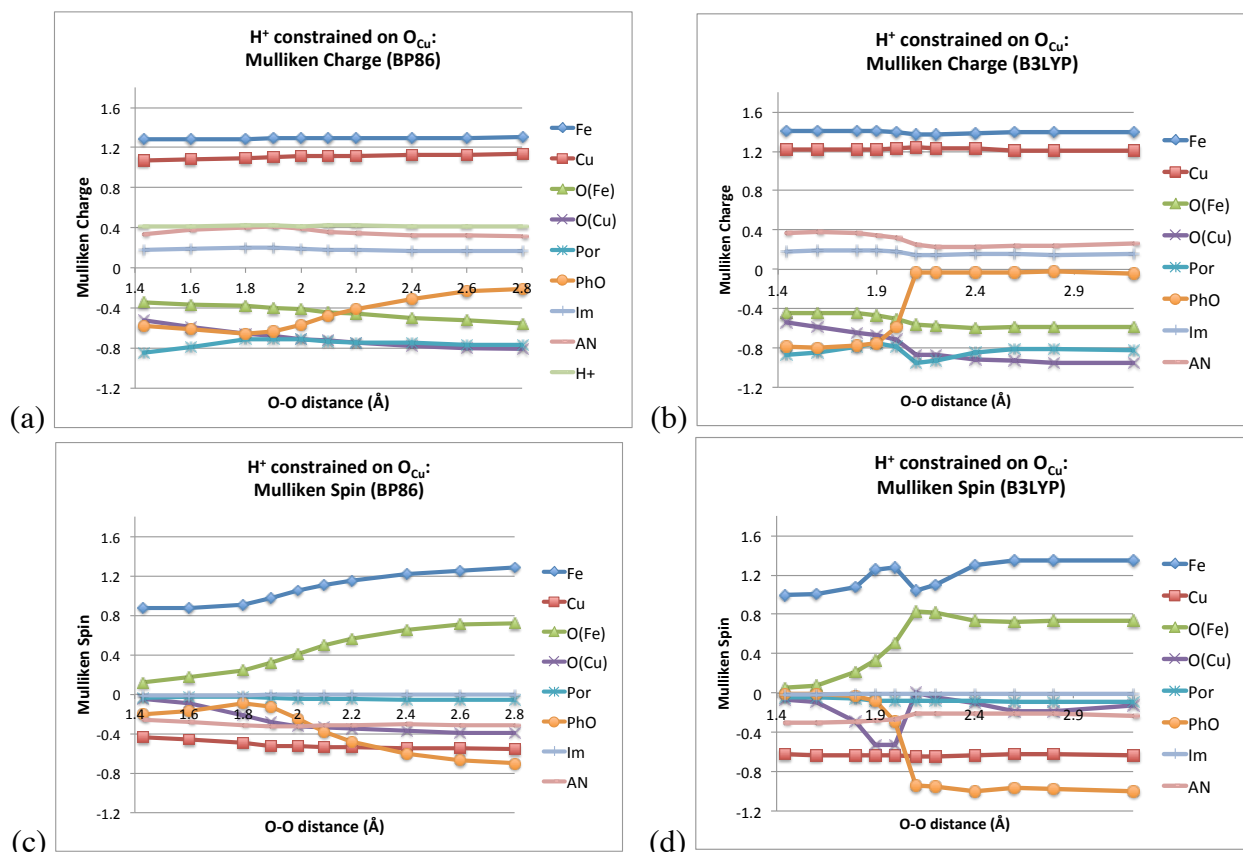 H⁺ constrained on O_Cu:
Mulliken Charge (BP86)
1.6
1.2
0.8
0.4
0
-0.4
-0.8
-1.2
1.4 1.6 1.8 2 2.2 2.4 2.6 2.8
Mulliken Charge
O-O distance (Å)
Fe
Cu
O(Fe)
O(Cu)
Por
PhO
Im
AN
H+
(a)
H⁺ constrained on O_Cu:
Mulliken Charge (B3LYP)
1.6
1.2
0.8
0.4
0
-0.4
-0.8
-1.2
1.4 1.9 2.4 2.9
Mulliken Charge
O-O distance (Å)
Fe
Cu
O(Fe)
O(Cu)
Por
PhO
Im
AN
(b)
H⁺ constrained on O_Cu:
Mulliken Spin (BP86)
1.6
1.2
0.8
0.4
0
-0.4
-0.8
-1.2
1.4 1.6 1.8 2 2.2 2.4 2.6 2.8
Mulliken Spin
O-O distance (Å)
Fe
Cu
O(Fe)
O(Cu)
Por
PhO
Im
AN
(c)
H⁺ constrained on O_Cu:
Mulliken Spin (B3LYP)
1.6
1.2
0.8
0.4
0
-0.4
-0.8
-1.2
1.4 1.9 2.4 2.9
Mulliken Spin
O-O distance (Å)
Fe
Cu
O(Fe)
O(Cu)
Por
PhO
Im
AN
(d)